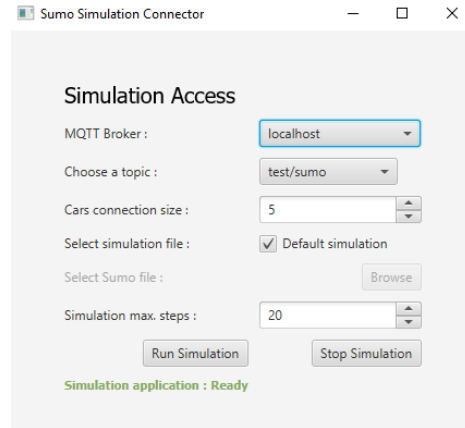 Sumo Simulation Connector
Simulation Access
MQTT Broker : localhost
Choose a topic : test/sumo
Cars connection size : 5
Select simulation file : Default simulation
Select Sumo file : Browse
Simulation max. steps : 20
Run Simulation Stop Simulation
Simulation application : Ready